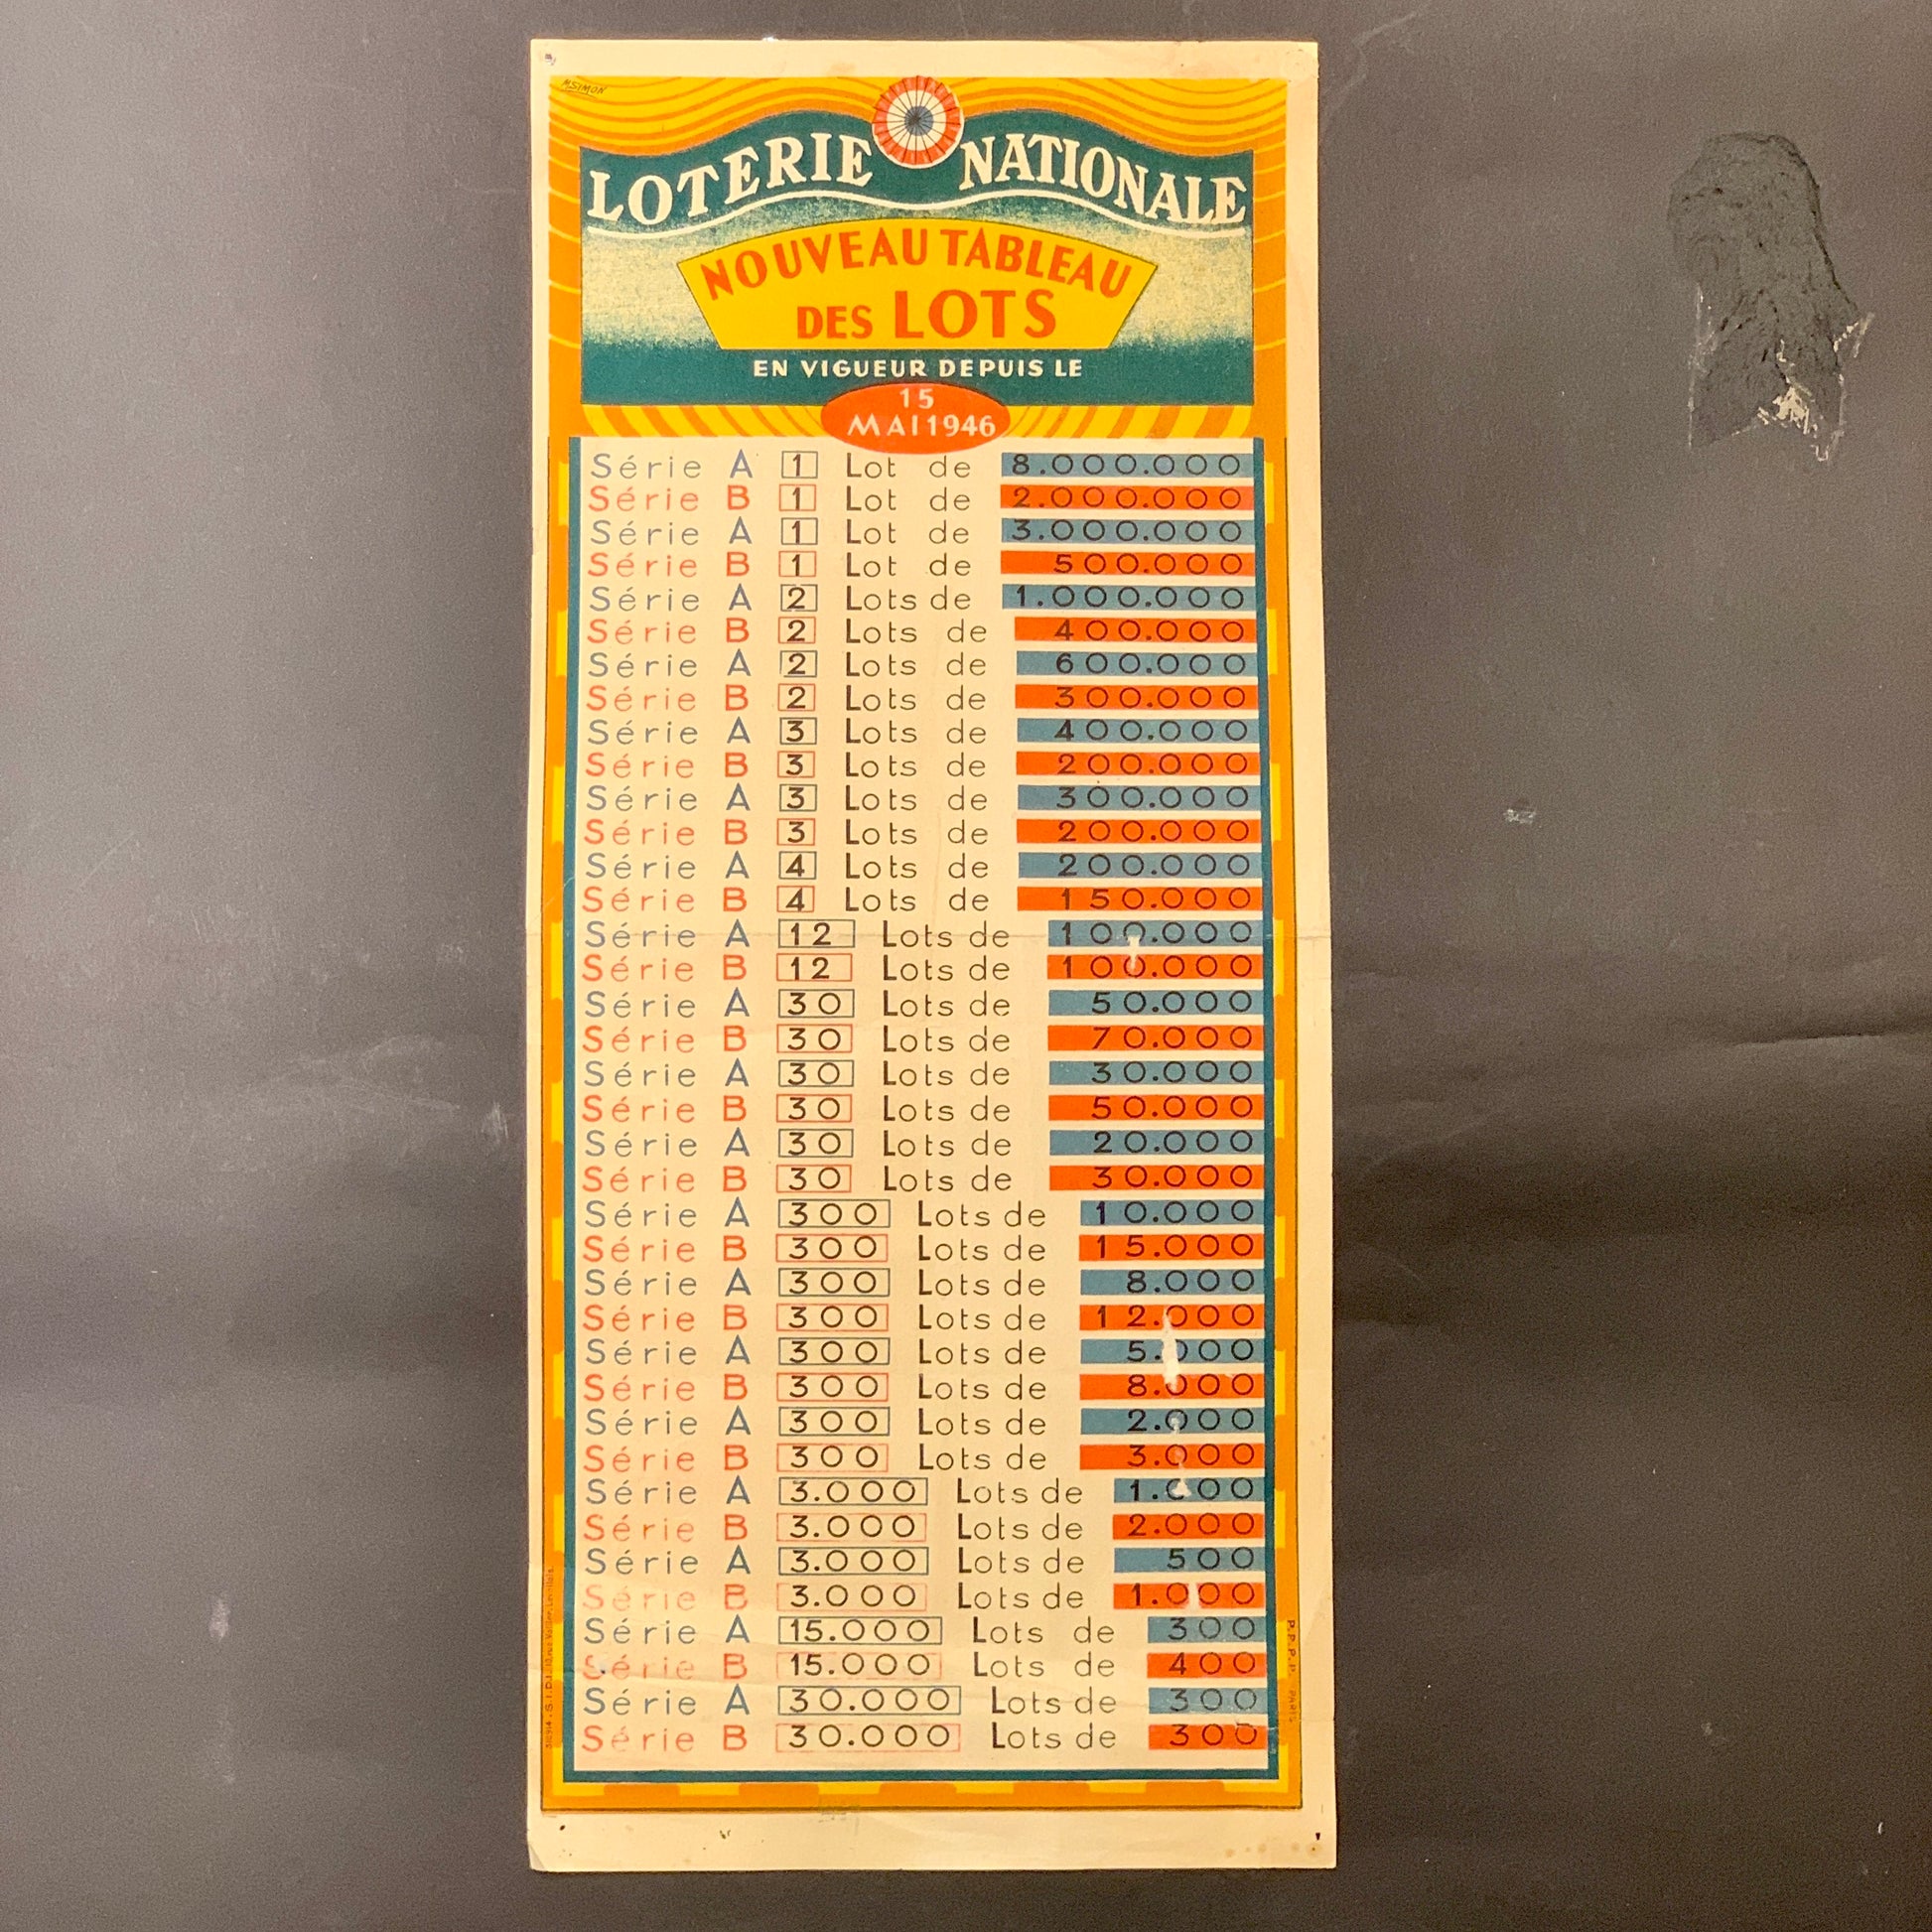 M.SIMON
LOTERIE NATIONALE
NOUVEAU TABLEAU
DES LOTS
EN VIGUEUR DEPUIS LE
15
MAI 1946
Série A 1 Lot de 8.000.000
Série B 1 Lot de 2.000.000
Série A 1 Lot de 3.000.000
Série B 1 Lot de 500.000
Série A 2 Lots de 1.000.000
Série B 2 Lots de 400.000
Série A 2 Lots de 600.000
Série B 2 Lots de 300.000
Série A 3 Lots de 400.000
Série B 3 Lots de 200.000
Série A 3 Lots de 300.000
Série B 3 Lots de 200.000
Série A 4 Lots de 200.000
Série B 4 Lots de 150.000
Série A 12 Lots de 100.000
Série B 12 Lots de 100.000
Série A 30 Lots de 50.000
Série B 30 Lots de 70.000
Série A 30 Lots de 30.000
Série B 30 Lots de 50.000
Série A 30 Lots de 20.000
Série B 30 Lots de 30.000
Série A 300 Lots de 10.000
Série B 300 Lots de 15.000
Série A 300 Lots de 8.000
Série B 300 Lots de 12.000
Série A 300 Lots de 5.000
Série B 300 Lots de 8.000
Série A 300 Lots de 2.000
Série B 300 Lots de 3.000
Série A 3.000 Lots de 1.000
Série B 3.000 Lots de 2.000
Série A 3.000 Lots de 500
Série B 3.000 Lots de 1.000
Série A 15.000 Lots de 300
Série B 15.000 Lots de 400
Série A 30.000 Lots de 300
Série B 30.000 Lots de 300
P.P.P. PARIS